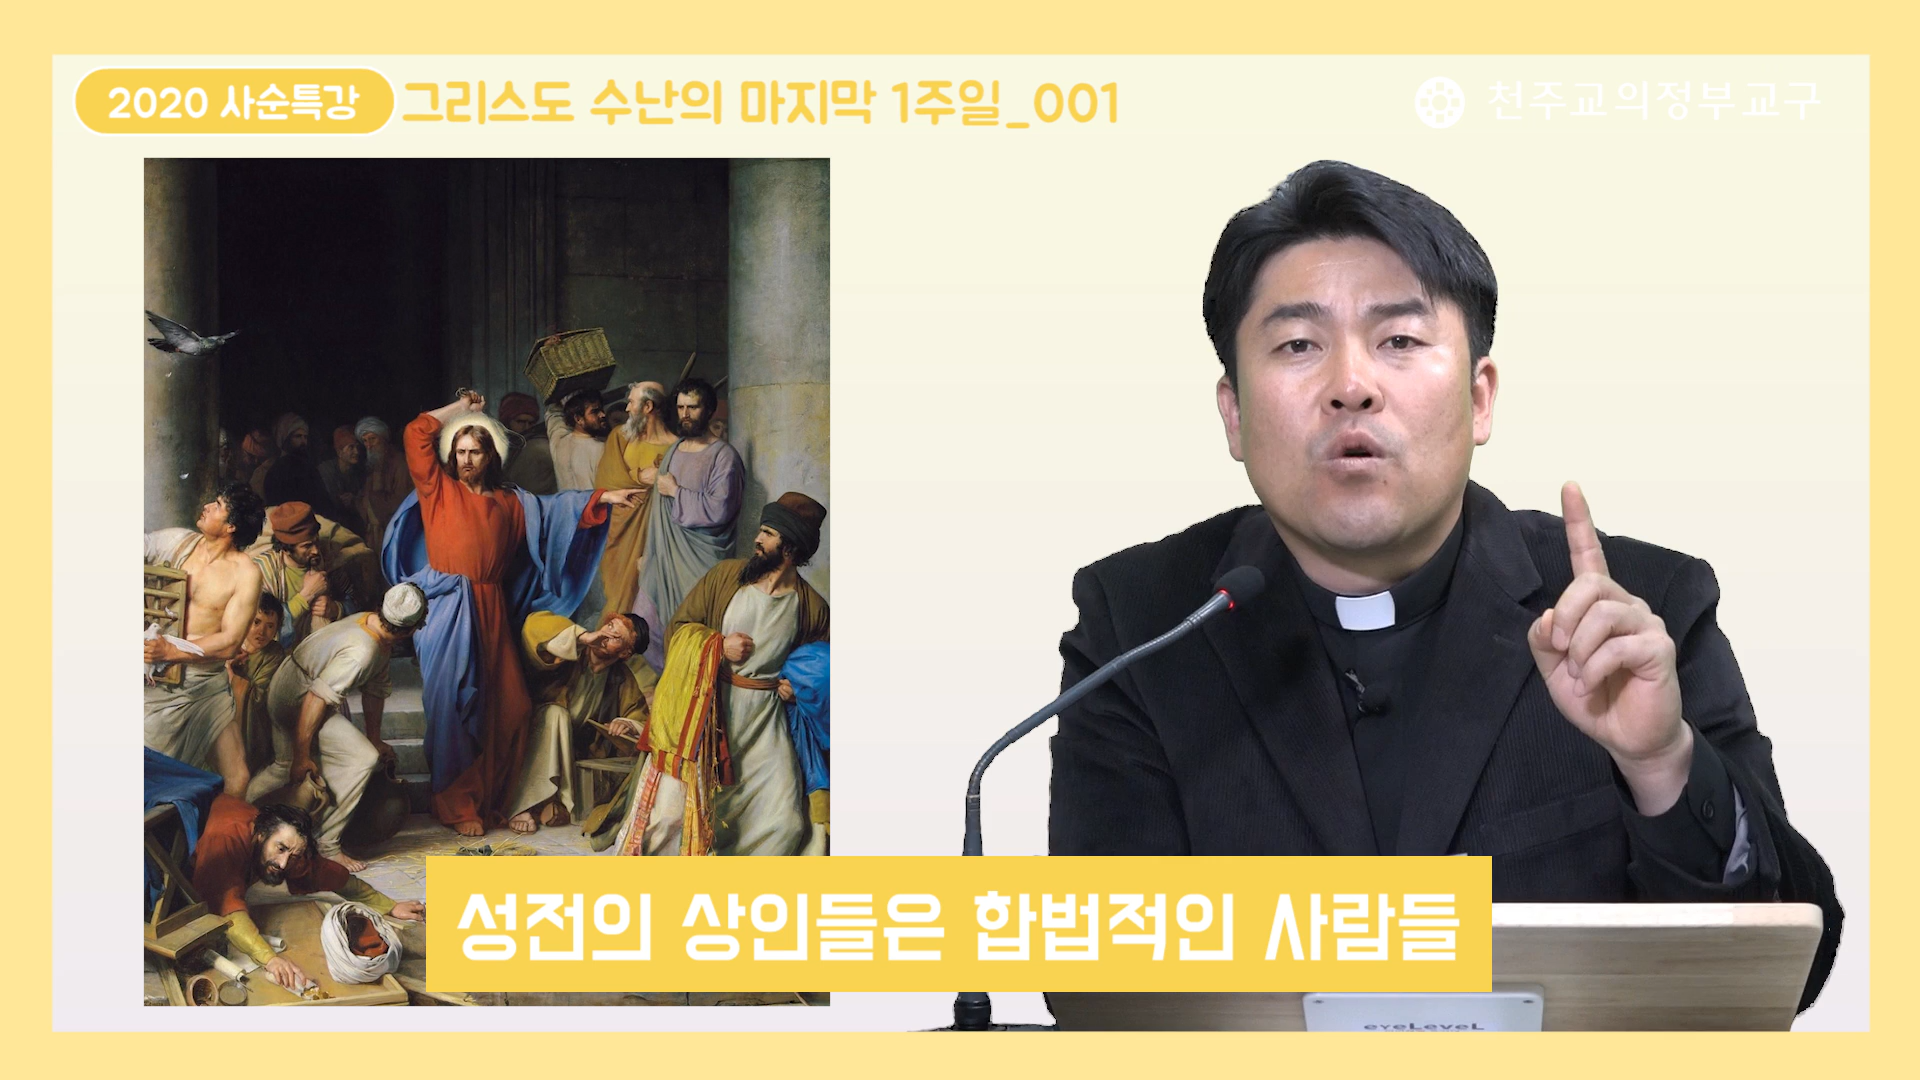 2020 사순특강 그리스도 수난의 마지막 1주일_001
천주교의정부교구
성전의 상인들은 합법적인 사람들
eyeLeveL